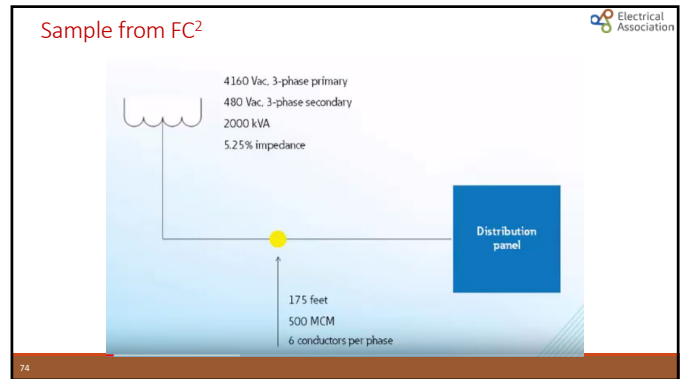 Sample from FC²
Electrical
Association
4160 Vac, 3-phase primary
480 Vac, 3-phase secondary
2000 kVA
5.25% impedance
Distribution
panel
175 feet
500 MCM
6 conductors per phase
74